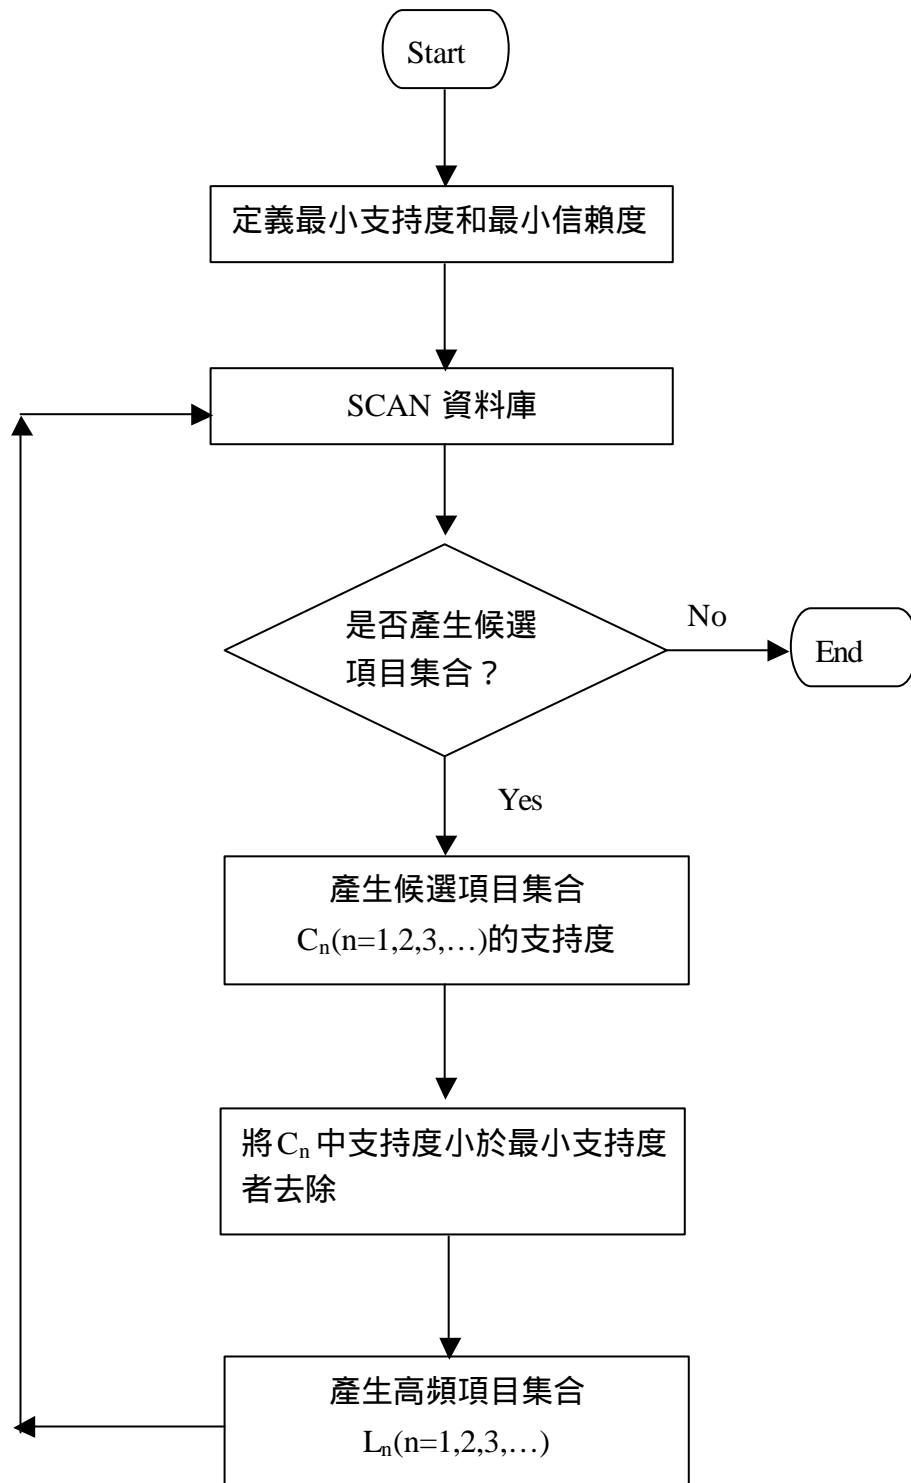 Start
定義最小支持度和最小信賴度
SCAN 資料庫
是否產生候選
項目集合？
No
End
Yes
產生候選項目集合
Cₙ(n=1,2,3,…)的支持度
將Cₙ中支持度小於最小支持度
者去除
產生高頻項目集合
Lₙ(n=1,2,3,…)